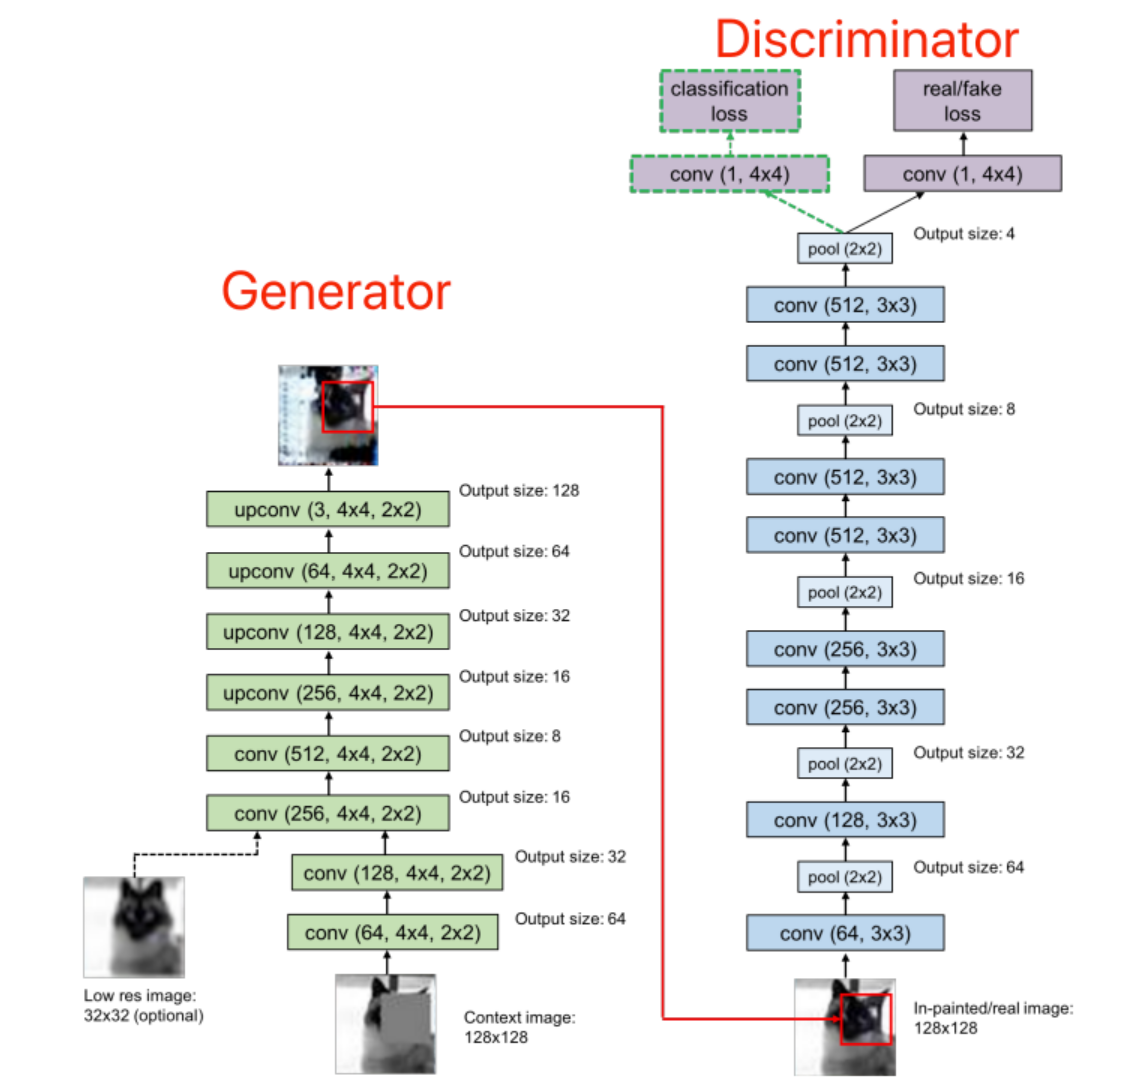 Discriminator
classification
loss
real/fake
loss
conv (1, 4x4)
conv (1, 4x4)
pool (2x2)
Output size: 4
conv (512, 3x3)
conv (512, 3x3)
pool (2x2)
Output size: 8
conv (512, 3x3)
conv (512, 3x3)
pool (2x2)
Output size: 16
conv (256, 3x3)
conv (256, 3x3)
pool (2x2)
Output size: 32
conv (128, 3x3)
pool (2x2)
Output size: 64
conv (64, 3x3)
In-painted/real image:
128x128
Generator
upconv (3, 4x4, 2x2)
Output size: 128
upconv (64, 4x4, 2x2)
Output size: 64
upconv (128, 4x4, 2x2)
Output size: 32
upconv (256, 4x4, 2x2)
Output size: 16
conv (512, 4x4, 2x2)
Output size: 8
conv (256, 4x4, 2x2)
Output size: 16
conv (128, 4x4, 2x2)
Output size: 32
conv (64, 4x4, 2x2)
Output size: 64
Low res image:
32x32 (optional)
Context image:
128x128